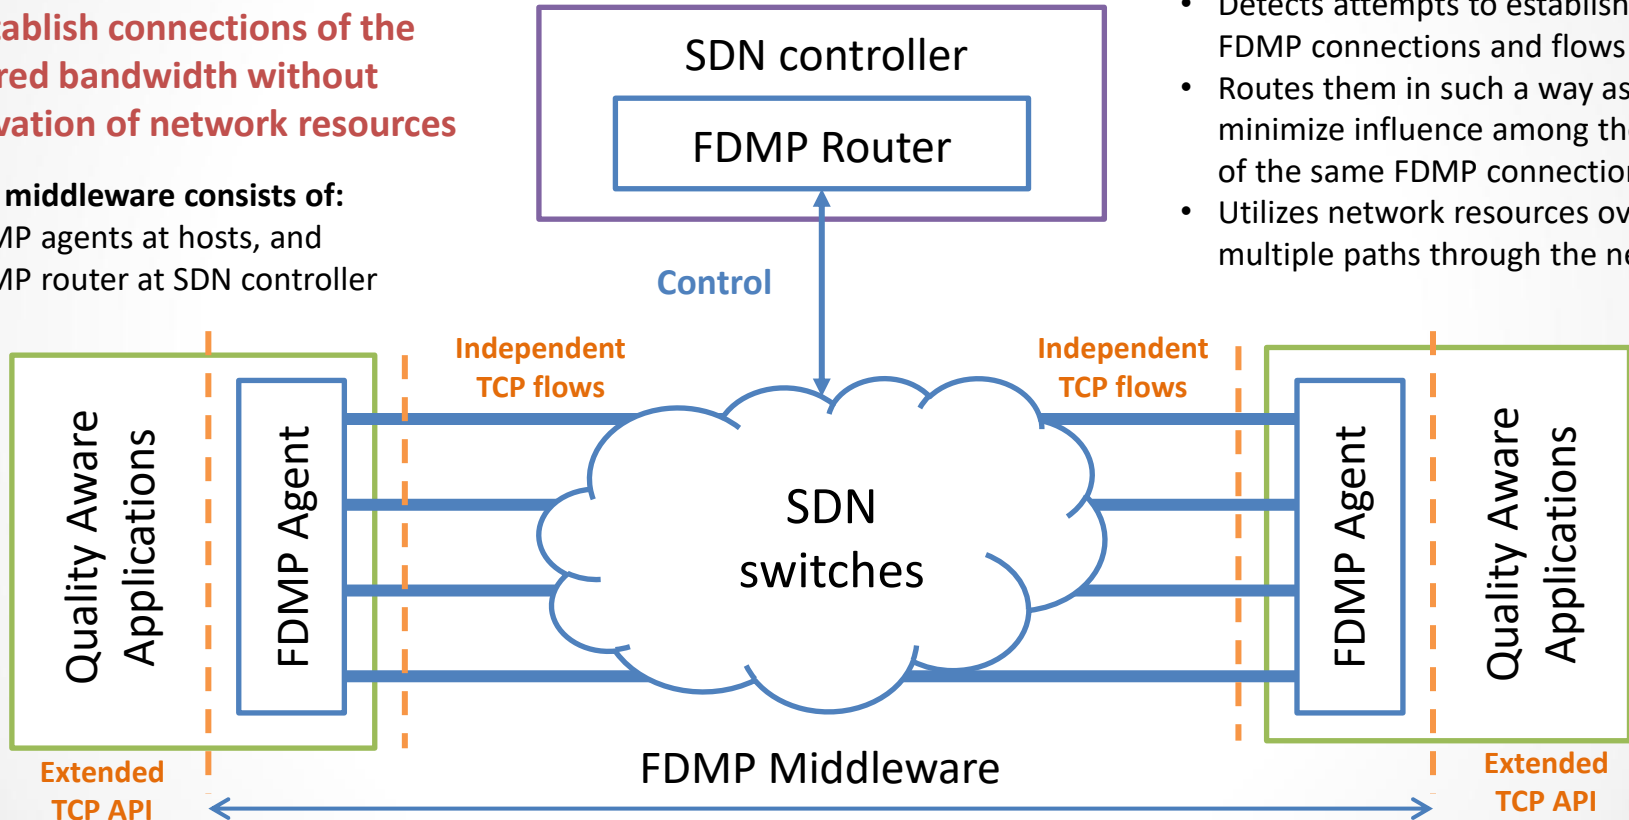 tablish connections of the
red bandwidth without
vation of network resources
middleware consists of:
MP agents at hosts, and
MP router at SDN controller
SDN controller
FDMP Router
Control
• Detects attempts to establish
FDMP connections and flows
• Routes them in such a way as
minimize influence among the
of the same FDMP connection
• Utilizes network resources ov
multiple paths through the ne
Quality Aware
Applications
FDMP Agent
Independent
TCP flows
SDN
switches
Independent
TCP flows
FDMP Agent
Quality Aware
Applications
Extended
TCP API
FDMP Middleware
Extended
TCP API